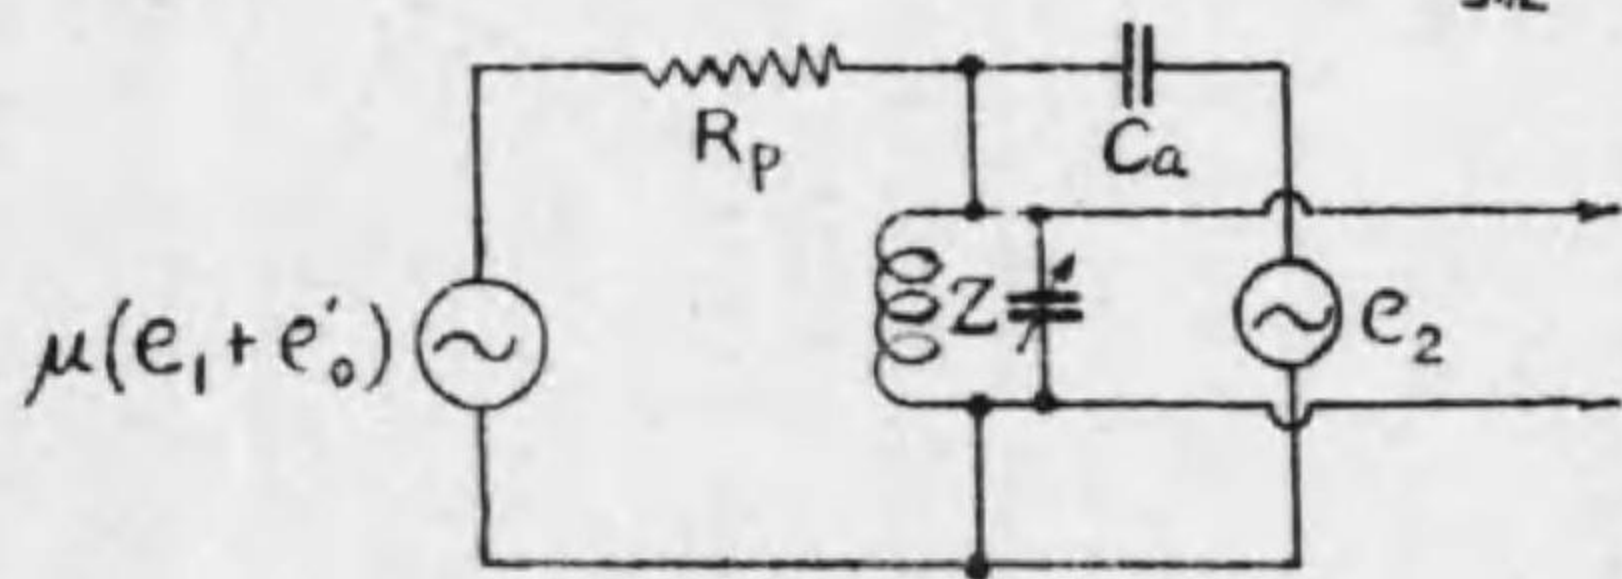 Rp
Ca
Z
μ(e₁+e'₀)
e₂